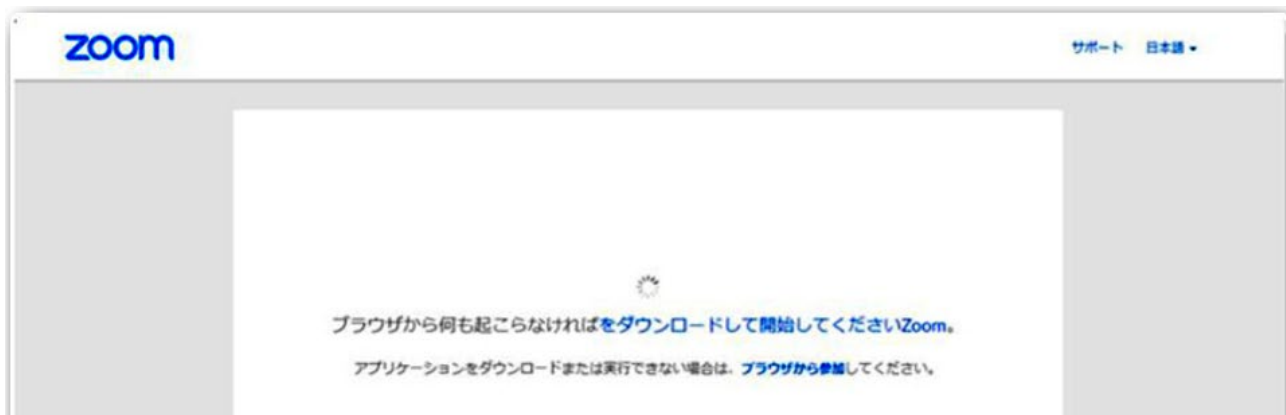 zoom
サポート 日本語
ブラウザから何も起こらなければをダウンロードして開始してくださいZoom。
アプリケーションをダウンロードまたは実行できない場合は、ブラウザから参加してください。